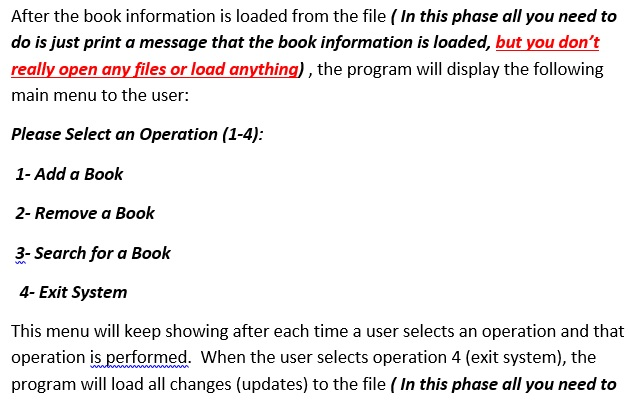 After the book information is loaded from the file ( In this phase all you need to
do is just print a message that the book information is loaded, but you don't
really open any files or load anything) , the program will display the following
main menu to the user:
Please Select an Operation (1-4):
1- Add a Book
2- Remove a Book
3- Search for a Book
4- Exit System
This menu will keep showing after each time a user selects an operation and that
operation is performed.  When the user selects operation 4 (exit system), the
program will load all changes (updates) to the file ( In this phase all you need to